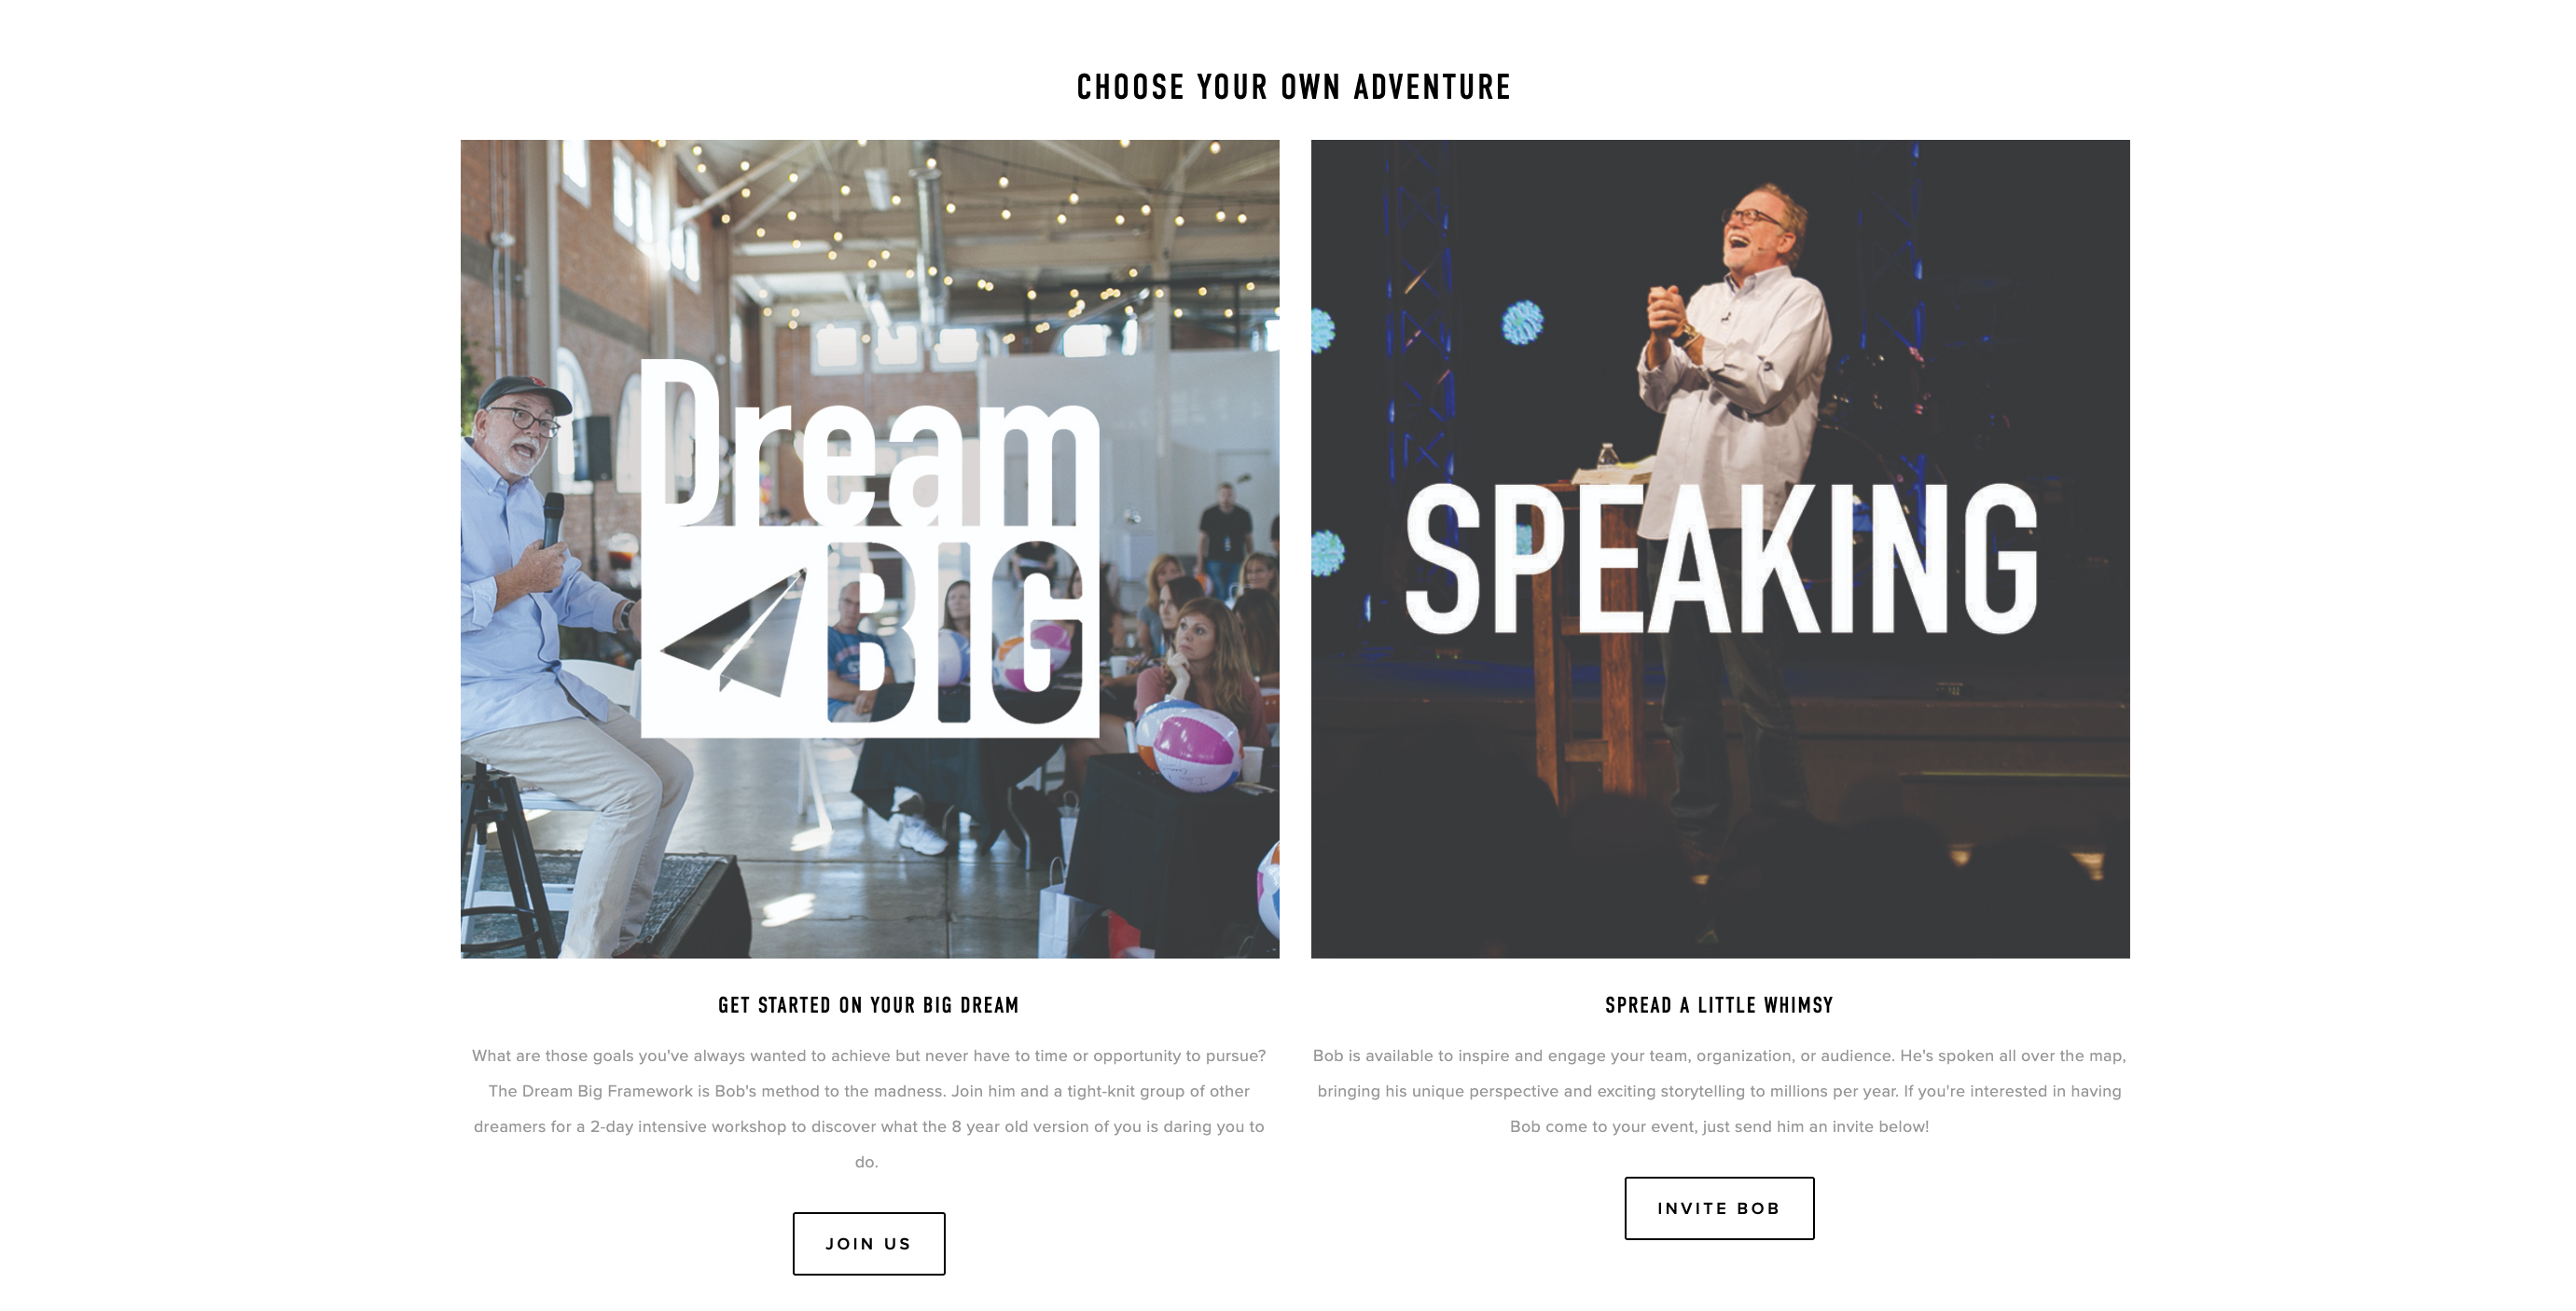 CHOOSE YOUR OWN ADVENTURE
Dream
BIG
SPEAKING
GET STARTED ON YOUR BIG DREAM
What are those goals you've always wanted to achieve but never have to time or opportunity to pursue?
The Dream Big Framework is Bob's method to the madness. Join him and a tight-knit group of other
dreamers for a 2-day intensive workshop to discover what the 8 year old version of you is daring you to
do.
JOIN US
SPREAD A LITTLE WHIMSY
Bob is available to inspire and engage your team, organization, or audience. He's spoken all over the map,
bringing his unique perspective and exciting storytelling to millions per year. If you're interested in having
Bob come to your event, just send him an invite below!
INVITE BOB